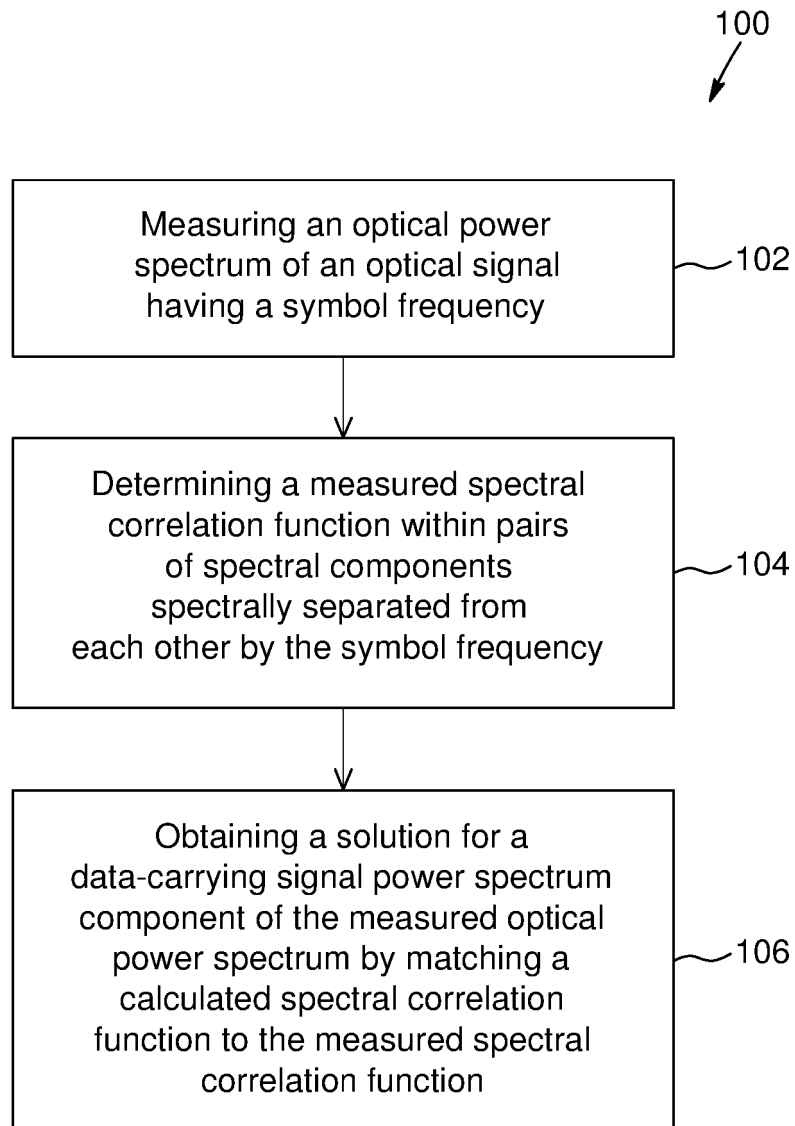 100
Measuring an optical power
spectrum of an optical signal
having a symbol frequency
102
Determining a measured spectral
correlation function within pairs
of spectral components
spectrally separated from
each other by the symbol frequency
104
Obtaining a solution for a
data-carrying signal power spectrum
component of the measured optical
power spectrum by matching a
calculated spectral correlation
function to the measured spectral
correlation function
106